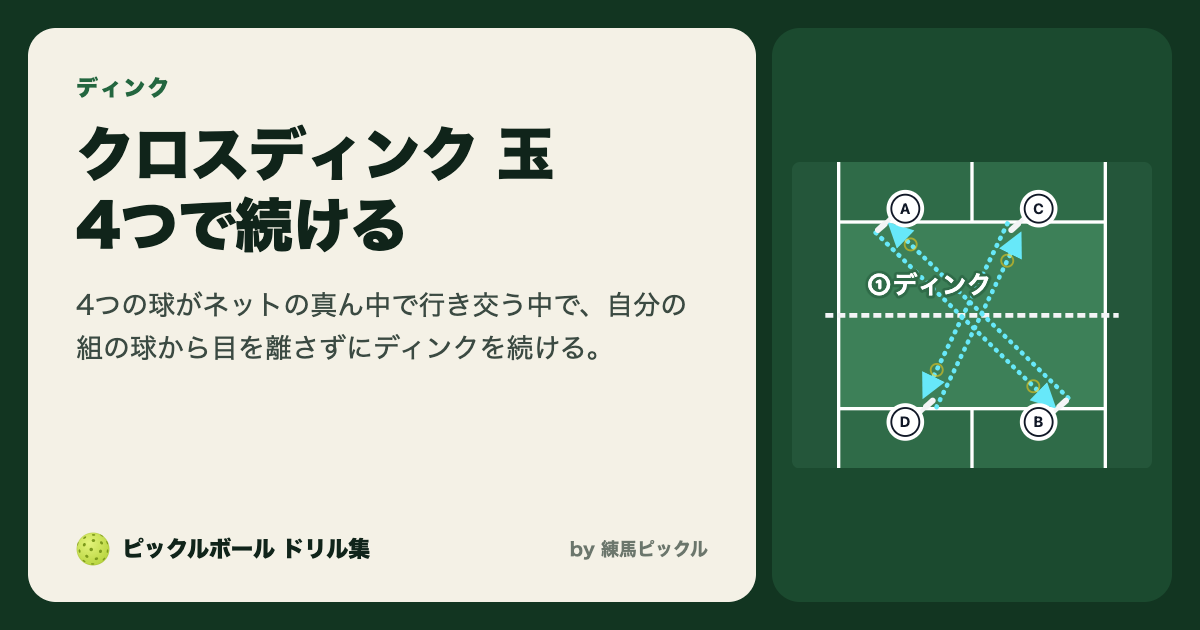 ディンク
クロスディンク 玉
4つで続ける
4つの球がネットの真ん中で行き交う中で、自分の
組の球から目を離さずにディンクを続ける。
ピックルボール ドリル集
by 練馬ピックル
A
C
①ディンク
D
B